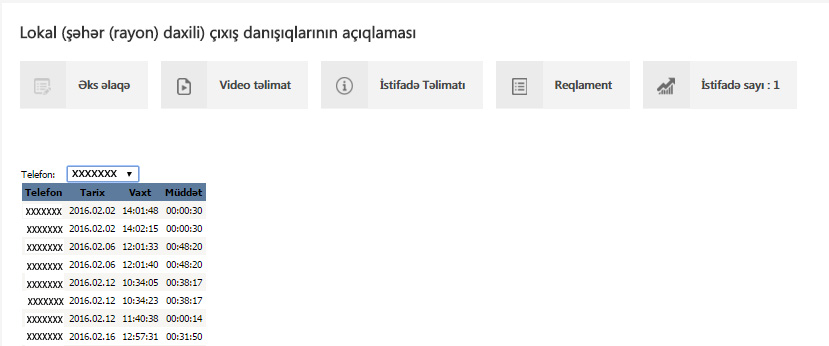 Lokal (şəhər (rayon) daxili) çıxış danışıqlarının açıqlaması
Əks əlaqə Video təlimat İstifadə Təlimatı Reqlament İstifadə sayı : 1
Telefon: XXXXXXX
Telefon Tarix Vaxt Müddət
XXXXXXX 2016.02.02 14:01:48 00:00:30
XXXXXXX 2016.02.02 14:02:15 00:00:30
XXXXXXX 2016.02.06 12:01:33 00:48:20
XXXXXXX 2016.02.06 12:01:40 00:48:20
XXXXXXX 2016.02.12 10:34:05 00:38:17
XXXXXXX 2016.02.12 10:34:23 00:38:17
XXXXXXX 2016.02.12 11:40:38 00:00:14
XXXXXXX 2016.02.16 12:57:31 00:31:50